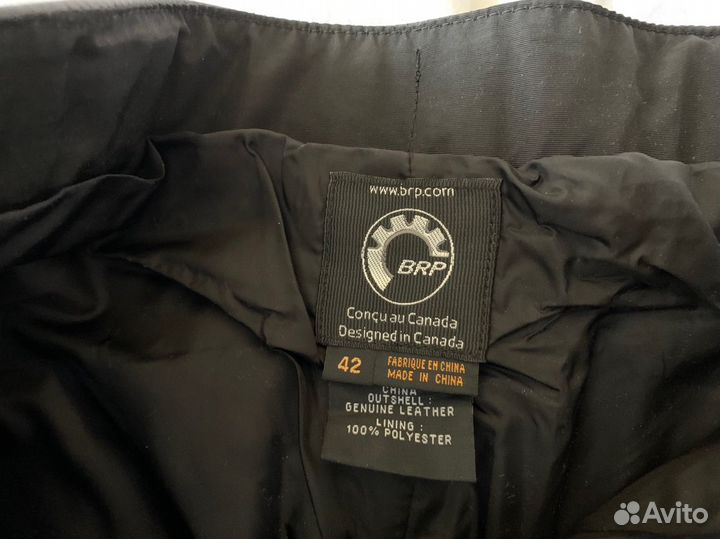 www.brp.com
BRP
Conçu au Canada
Designed in Canada
42
FABRIQUE EN CHINA
MADE IN CHINA
CHINA
OUTSHELL :
GENUINE LEATHER
LINING :
100% POLYESTER
Avito